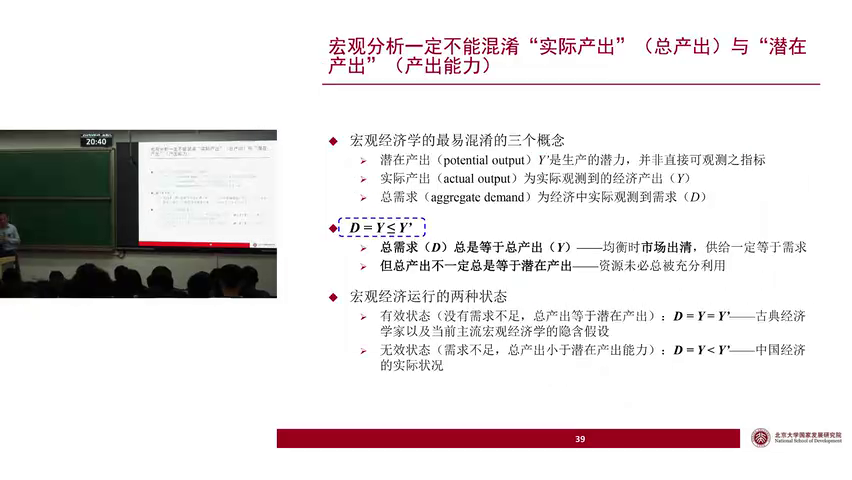 宏观分析一定不能混淆“实际产出”（总产出）与“潜在
产出”（产出能力）
20:40
宏观经济学的最易混淆的三个概念
潜在产出（potential output）Y’是生产的潜力，并非直接可观测之指标
实际产出（actual output）为实际观测到的经济产出（Y）
总需求（aggregate demand）为经济中实际观测到需求（D）
D = Y ≤ Y’
总需求（D）总是等于总产出（Y）——均衡时市场出清，供给一定等于需求
但总产出不一定总是等于潜在产出——资源未必总被充分利用
宏观经济运行的两种状态
有效状态（没有需求不足，总产出等于潜在产出）：D = Y = Y’——古典经济
学家以及当前主流宏观经济学的隐含假设
无效状态（需求不足，总产出小于潜在产出能力）：D = Y < Y’——中国经济
的实际状况
39
北京大学国家发展研究院
National School of Development